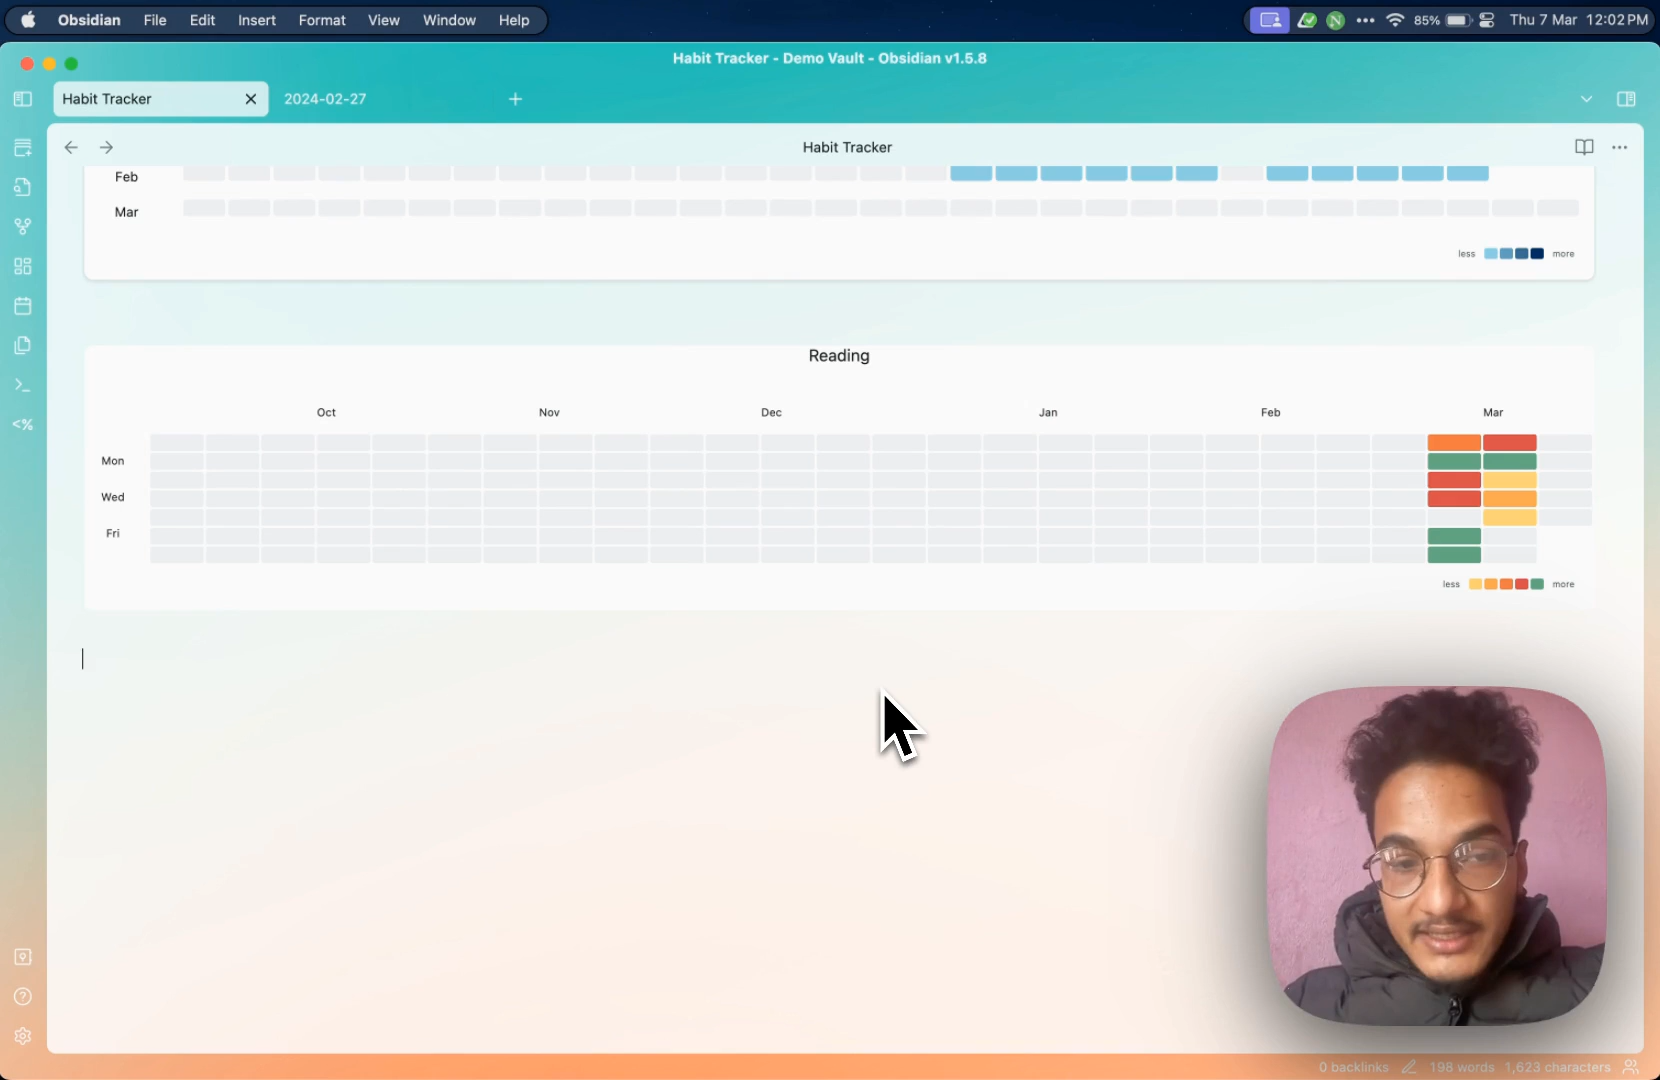 Obsidian File Edit Insert Format View Window Help 85% Thu 7 Mar 12:02 PM
Habit Tracker - Demo Vault - Obsidian v1.5.8
Habit Tracker 2024-02-27
Habit Tracker
Feb
Mar
less more
Reading
Oct Nov Dec Jan Feb Mar
Mon
Wed
Fri
less more
0 backlinks 198 words 1,623 characters